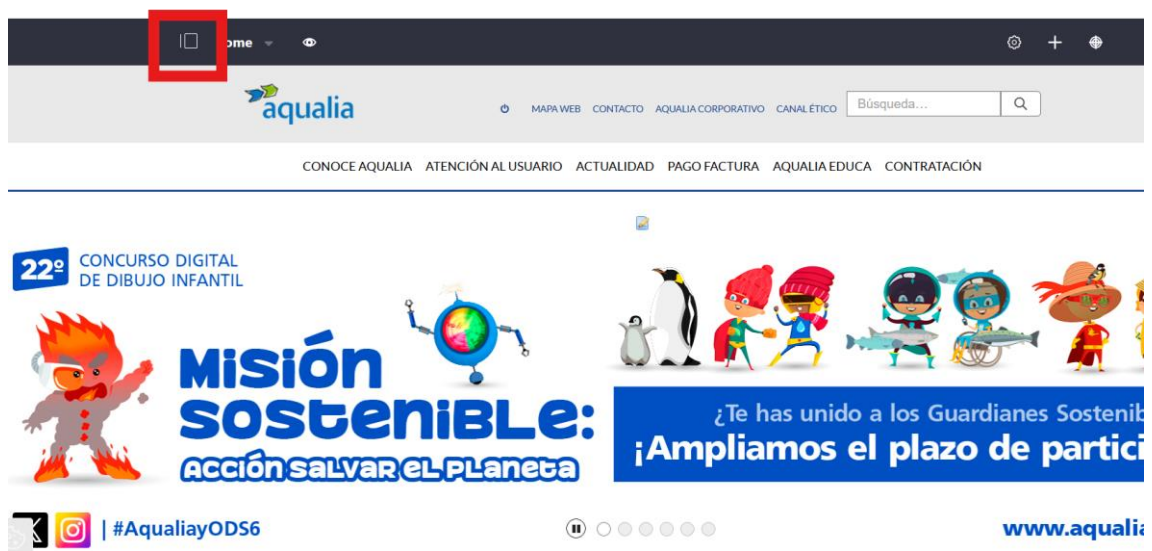 ome
aqualia
MAPA WEB CONTACTO AQUALIA CORPORATIVO CANAL ÉTICO Búsqueda...
CONOCE AQUALIA ATENCIÓN AL USUARIO ACTUALIDAD PAGO FACTURA AQUALIA EDUCA CONTRATACIÓN
22º CONCURSO DIGITAL
DE DIBUJO INFANTIL
Misión
sostenible:
acción salvar el planeta
¿Te has unido a los Guardianes Sostenib
¡Ampliamos el plazo de partici
| #AqualiayODS6
www.aqualia